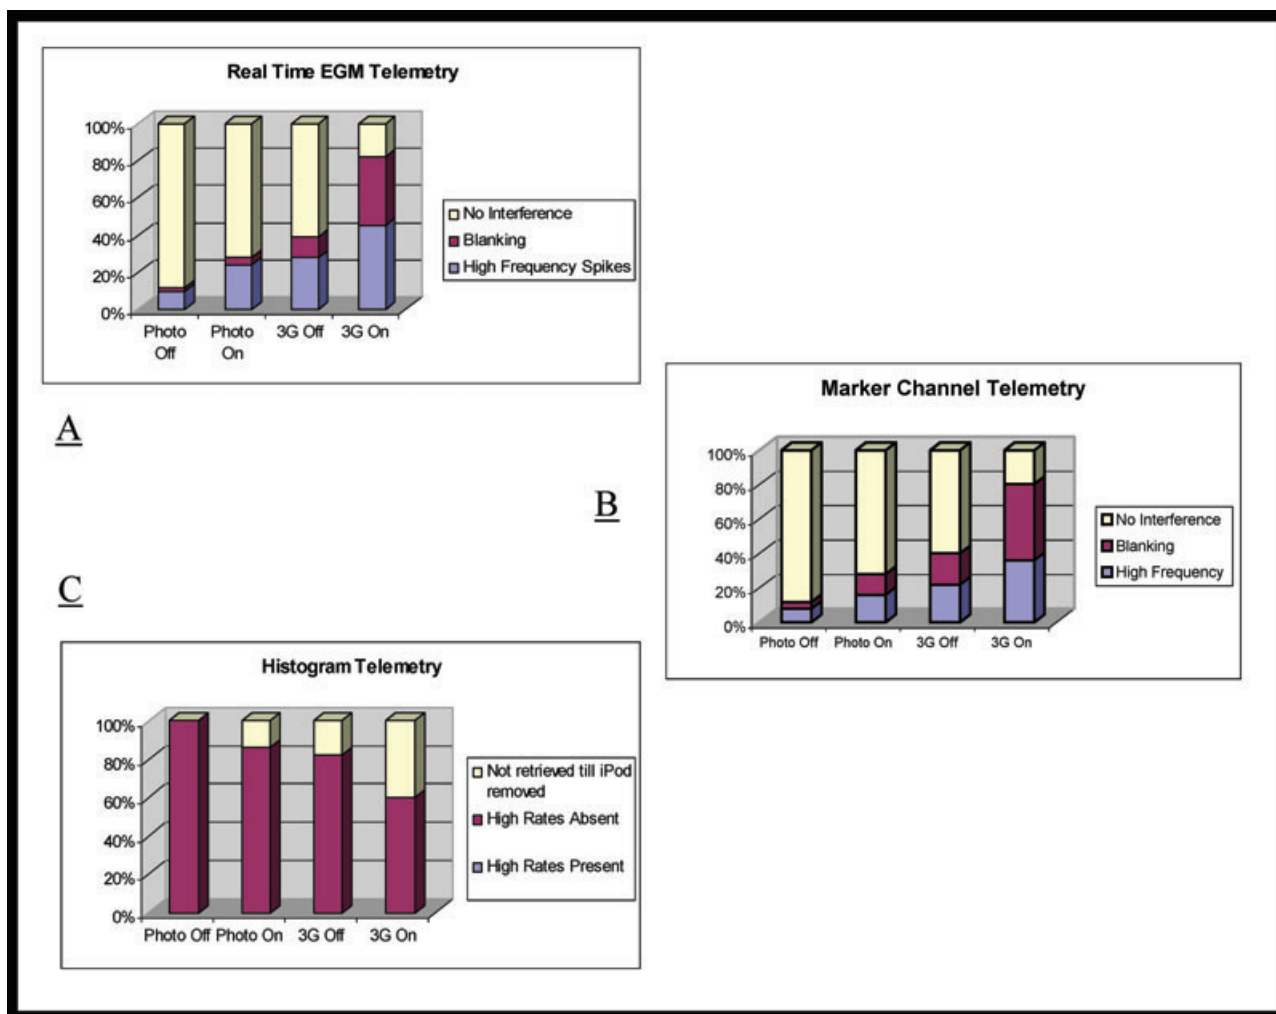 Real Time EGM Telemetry
100%
80%
60%
40%
20%
0%
Photo Off
Photo On
3G Off
3G On
No Interference
Blanking
High Frequency Spikes
A
Marker Channel Telemetry
100%
80%
60%
40%
20%
0%
Photo Off
Photo On
3G Off
3G On
No Interference
Blanking
High Frequency
B
C
Histogram Telemetry
100%
80%
60%
40%
20%
0%
Photo Off
Photo On
3G Off
3G On
Not retrieved till iPod
removed
High Rates Absent
High Rates Present